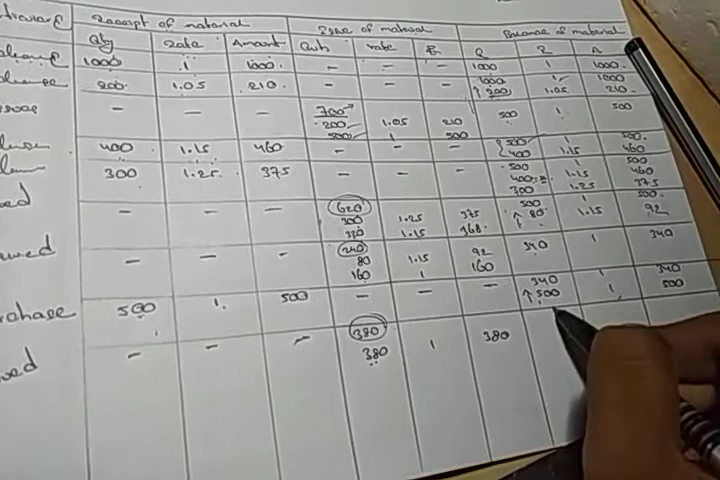 Receipt of material Issue of material Balance of material
Qty Rate Amount Qut rate R Q R A
1000 1 1000. - - - 1000 1 1000.
200. 1.05 210. - - - 1000 1 1000
200 1.05 210.
- - - 700
200 1.05 210 500 1 500
500 1 500
400 1.15 460 - - - 500 1 500.
400 1.15 460
300 1.25 375 - - - 500 1 500
400 1.15 460
300 1.25 375
- - - 620 500 1 500.
300 1.25 375 80 1.15 92
320 1.15 368.
- - - 240 340 1 340
80 1.15 92
160 1 160
rchase 500 1. 500 - - - 340 1 340
500 1 500
- - - 380
380 1 380